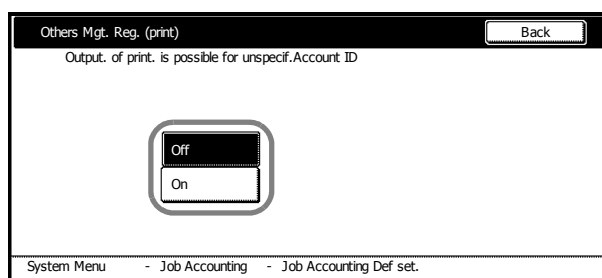 Others Mgt. Reg. (print) Back
Output. of print. is possible for unspecif.Account ID
Off
On
System Menu - Job Accounting - Job Accounting Def set.